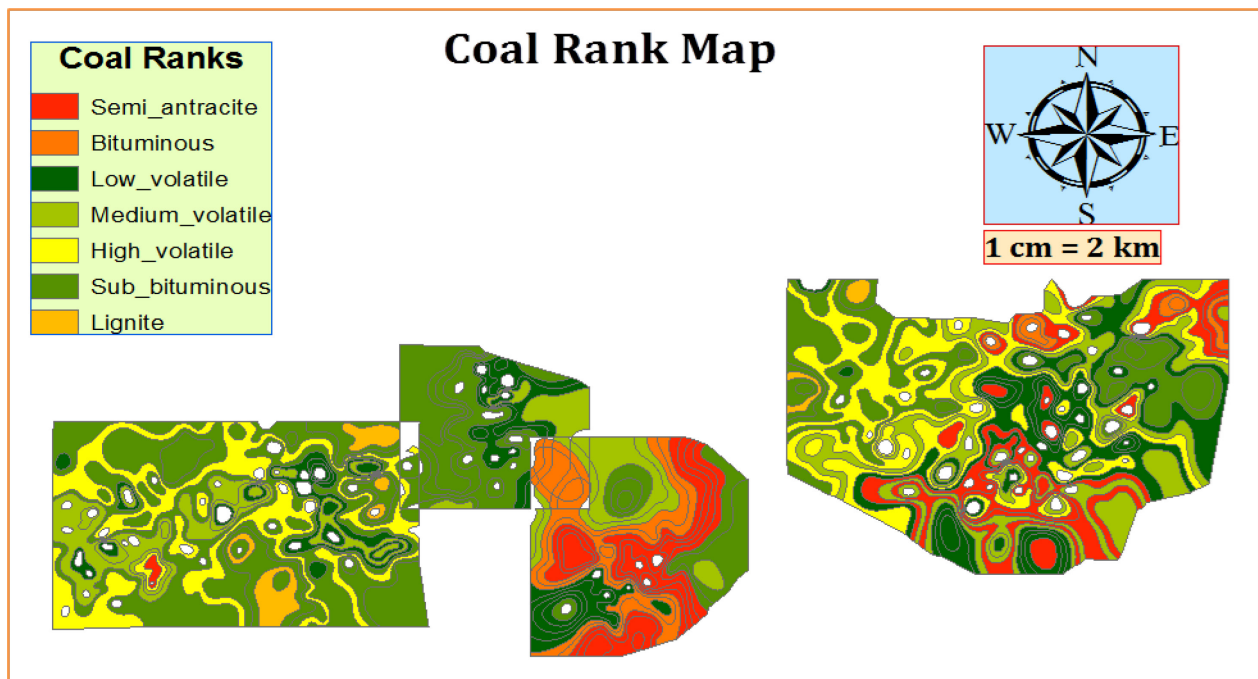 Coal Rank Map
Coal Ranks
Semi_antracite
Bituminous
Low_volatile
Medium_volatile
High_volatile
Sub_bituminous
Lignite
N
W E
S
1 cm = 2 km